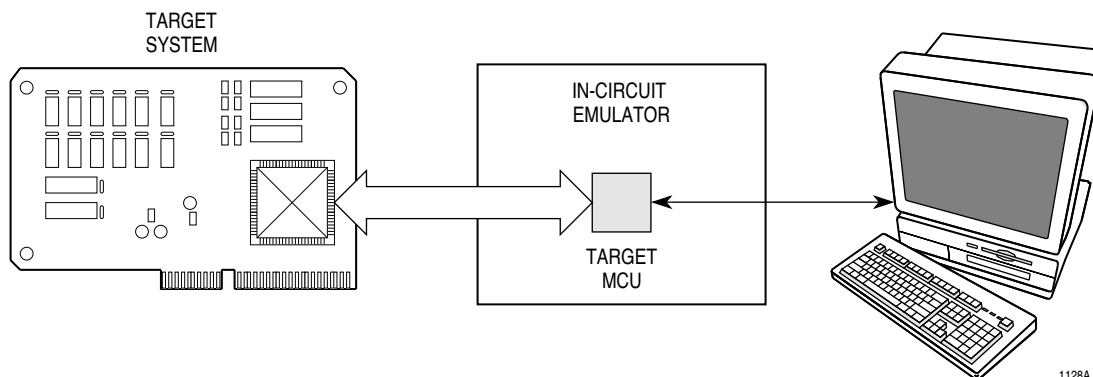 TARGET
SYSTEM
IN-CIRCUIT
EMULATOR
TARGET
MCU
1128A